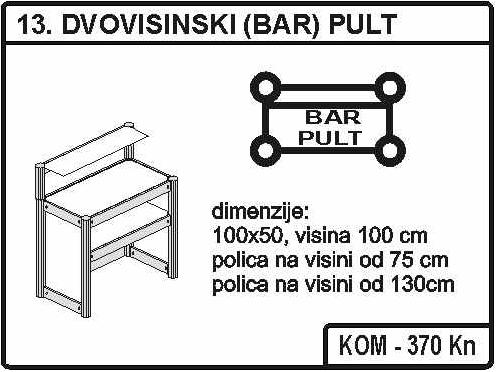 13. DVOVISINSKI (BAR) PULT
BAR
PULT
dimenzije:
100x50, visina 100 cm
polica na visini od 75 cm
polica na visini od 130cm
KOM - 370 Kn